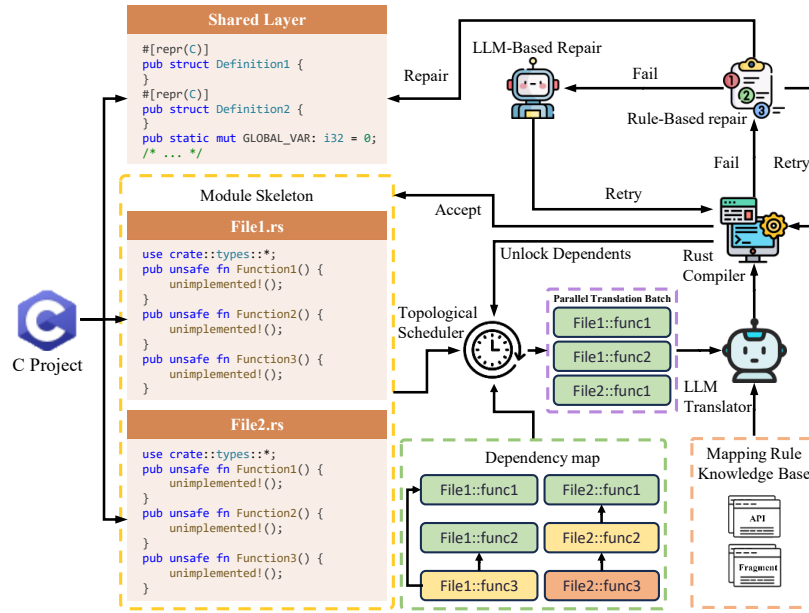 Shared Layer
#[repr(C)]
pub struct Definition1 {
}
#[repr(C)]
pub struct Definition2 {
}
pub static mut GLOBAL_VAR: i32 = 0;
/* ... */
Repair
LLM-Based Repair
Fail
1
2
3
Rule-Based repair
Fail
Retry
Retry
Accept
Unlock Dependents
Rust
Compiler
Module Skeleton
File1.rs
use crate::types::*;
pub unsafe fn Function1() {
unimplemented!();
}
pub unsafe fn Function2() {
unimplemented!();
}
pub unsafe fn Function3() {
unimplemented!();
}
C
C Project
File2.rs
use crate::types::*;
pub unsafe fn Function1() {
unimplemented!();
}
pub unsafe fn Function2() {
unimplemented!();
}
pub unsafe fn Function3() {
unimplemented!();
}
Topological
Scheduler
Parallel Translation Batch
File1::func1
File1::func2
File2::func1
LLM
Translator
Dependency map
File1::func1
File2::func1
File1::func2
File2::func2
File1::func3
File2::func3
Mapping Rule
Knowledge Base
API
Fragment